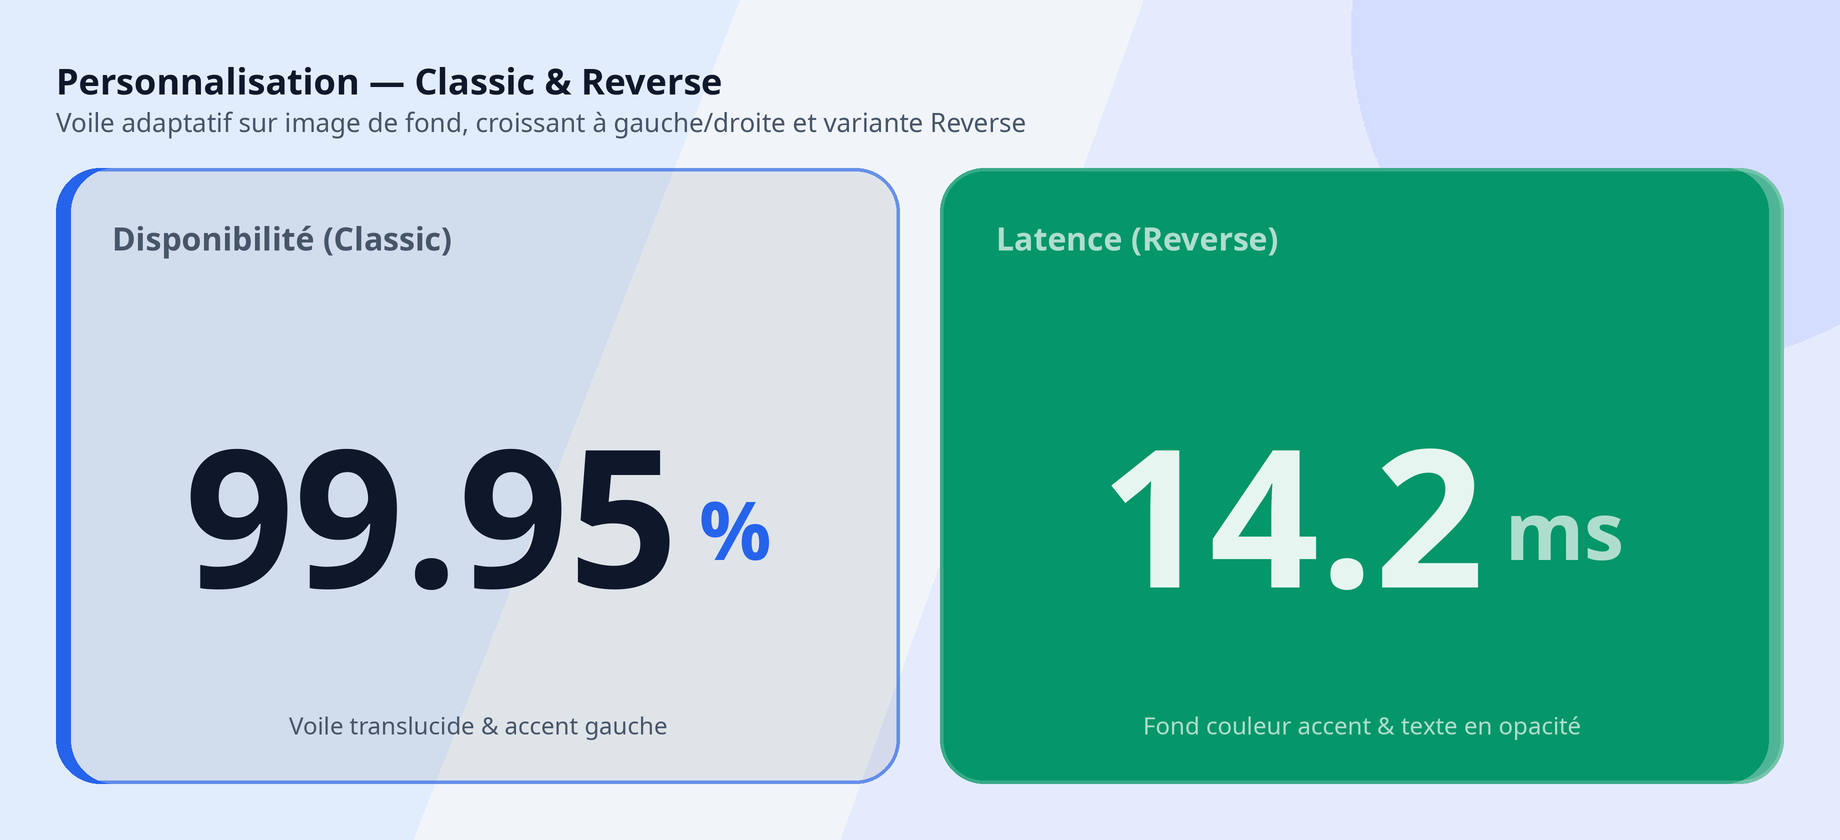 Personnalisation — Classic & Reverse
Voile adaptatif sur image de fond, croissant à gauche/droite et variante Reverse
Disponibilité (Classic)
99.95 %
Voile translucide & accent gauche
Latence (Reverse)
14.2 ms
Fond couleur accent & texte en opacité